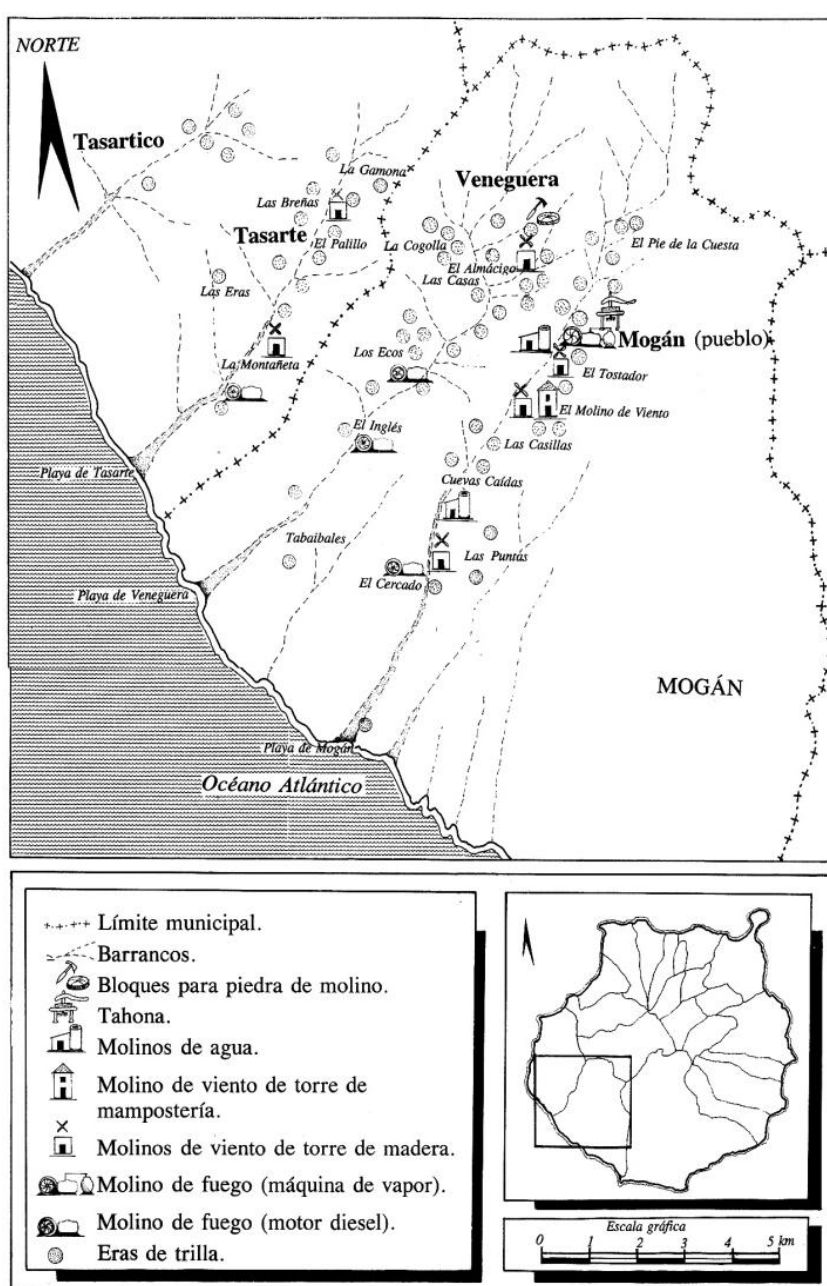 NORTE
Tasartico
La Gamona
Las Breñas
Veneguera
Tasarte
El Palillo
La Cogolla
El Pie de la Cuesta
El Almácigo
Las Casas
Las Eras
Mogán (pueblo)
Los Ecos
La Montañeta
El Tostador
El Molino de Viento
El Inglés
Las Casillas
Playa de Tasarte
Cuevas Caídas
Tabaibales
Las Puntas
El Cercado
Playa de Veneguera
MOGÁN
Playa de Mogán
Océano Atlántico
Límite municipal.
Barrancos.
Bloques para piedra de molino.
Tahona.
Molinos de agua.
Molino de viento de torre de
mampostería.
Molinos de viento de torre de madera.
Molino de fuego (máquina de vapor).
Molino de fuego (motor diesel).
Eras de trilla.
Escala gráfica
0 1 2 3 4 5 km